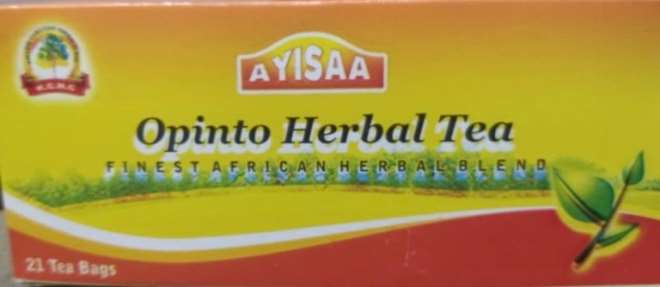 AYISAA
Opinto Herbal Tea
FINEST AFRICAN HERBAL BLEND
21 Tea Bags